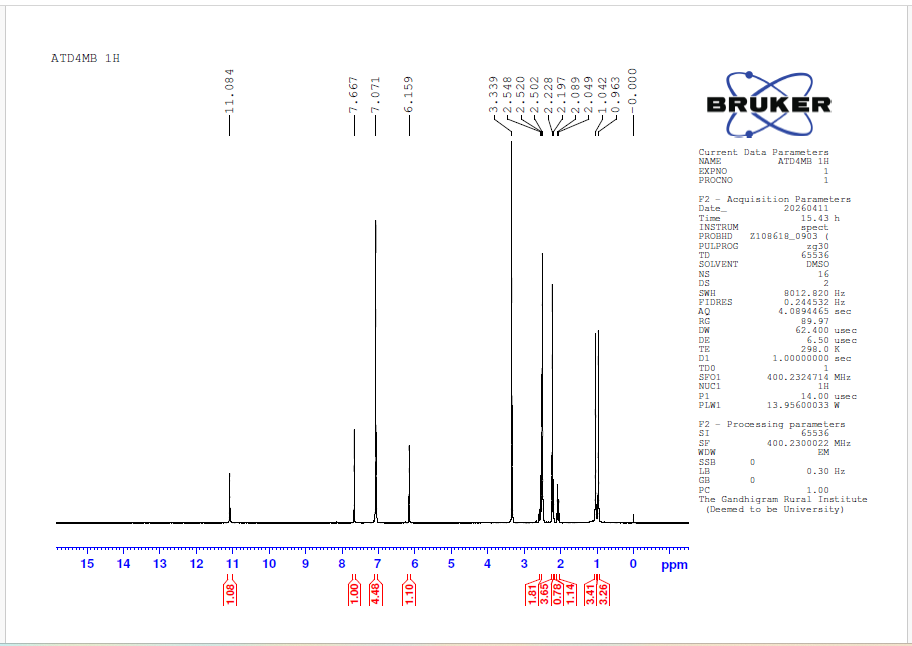 ATD4MB 1H
11.084
7.667
7.071
6.159
3.339
2.548
2.520
2.502
2.228
2.197
2.089
2.049
1.042
0.963
-0.000
BRUKER
Current Data Parameters
NAME ATD4MB 1H
EXPNO 1
PROCNO 1
F2 - Acquisition Parameters
Date_ 20260411
Time 15.43 h
INSTRUM spect
PROBHD Z108618_0903 (
PULPROG zg30
TD 65536
SOLVENT DMSO
NS 16
DS 2
SWH 8012.820 Hz
FIDRES 0.244532 Hz
AQ 4.0894465 sec
RG 89.97
DW 62.400 usec
DE 6.50 usec
TE 298.0 K
D1 1.00000000 sec
TD0 1
SFO1 400.2324714 MHz
NUC1 1H
P1 14.00 usec
PLW1 13.95600033 W
F2 - Processing parameters
SI 65536
SF 400.2300022 MHz
WDW EM
SSB 0
LB 0.30 Hz
GB 0
PC 1.00
The Gandhigram Rural Institute
(Deemed to be University)
15 14 13 12 11 10 9 8 7 6 5 4 3 2 1 0 ppm
1.08
1.00
4.48
1.10
1.81
3.65
0.78
1.14
3.41
3.26